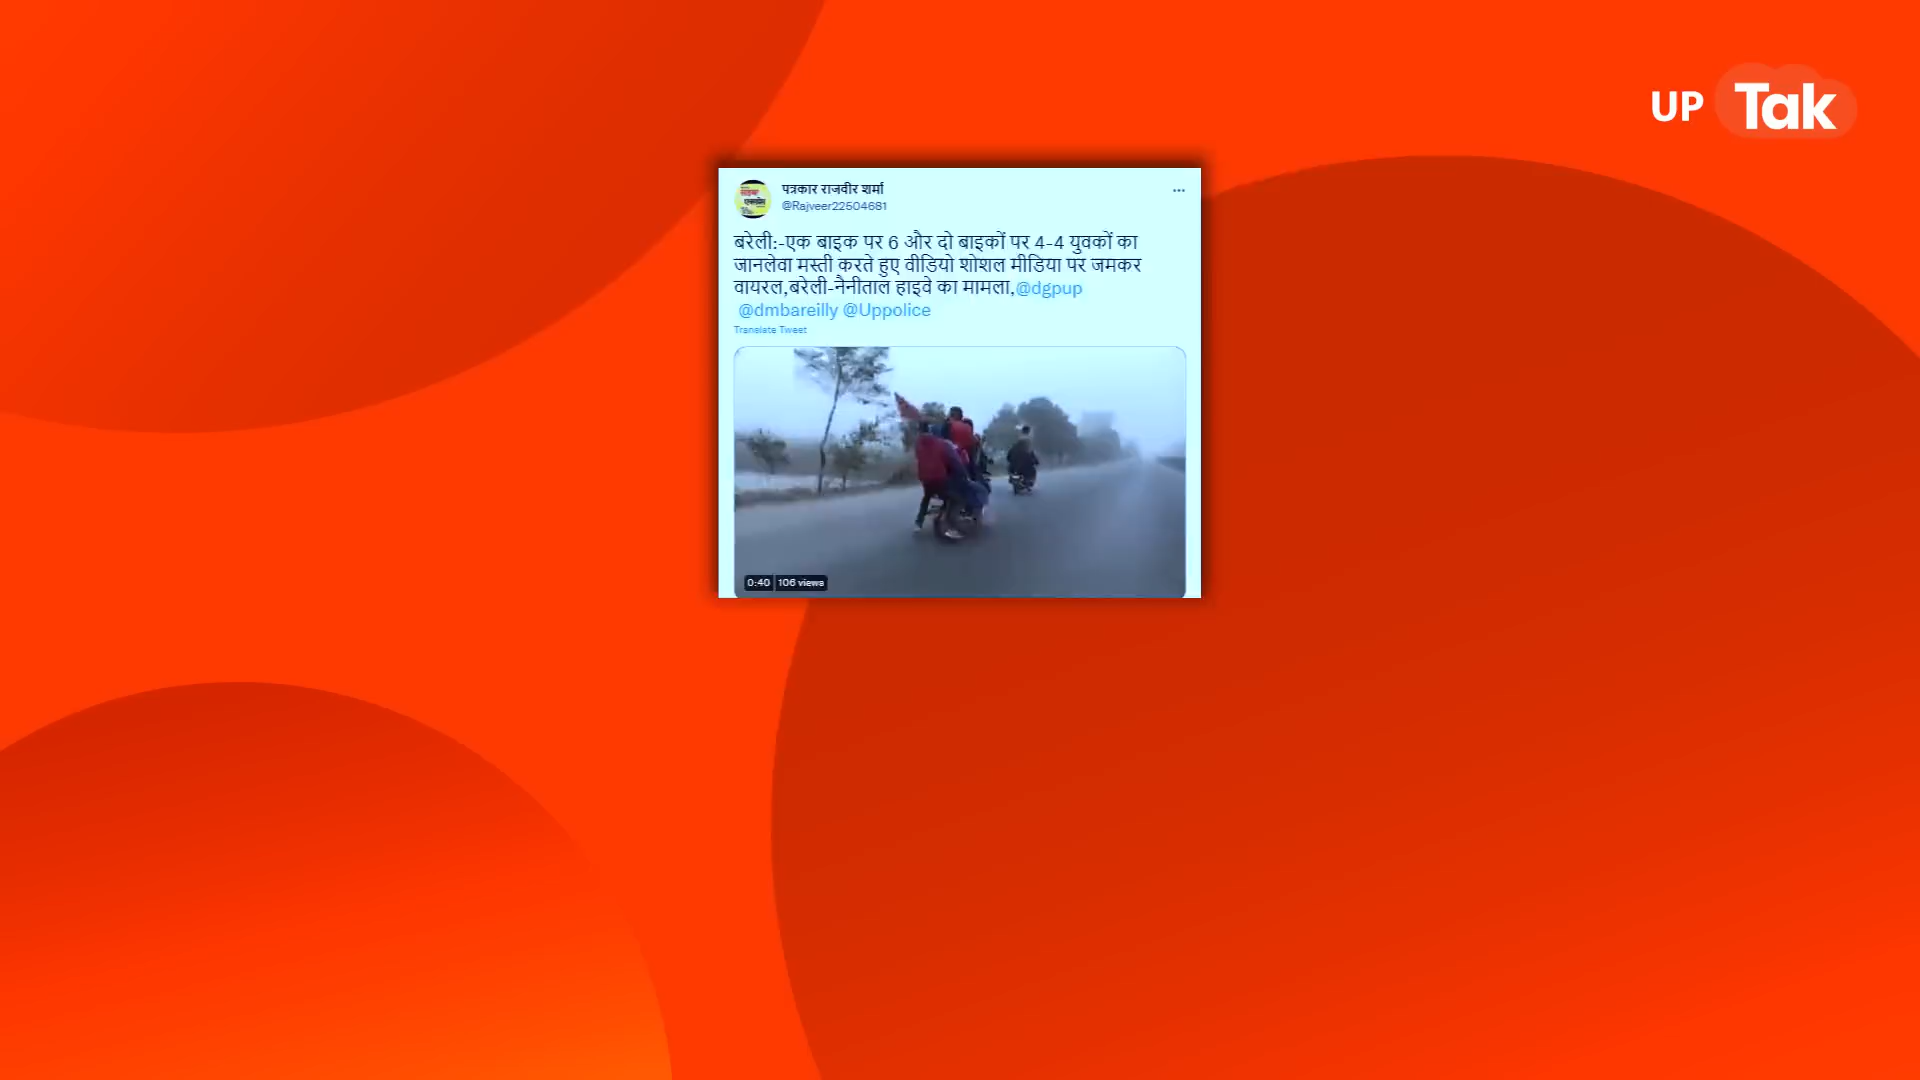 UP Tak
पत्रकार राजवीर शर्मा
@Rajveer22504681
बरेली:-एक बाइक पर 6 और दो बाइकों पर 4-4 युवकों का
जानलेवा मस्ती करते हुए वीडियो शोशल मीडिया पर जमकर
वायरल,बरेली-नैनीताल हाइवे का मामला,@dgpup
@dmbareilly @Uppolice
Translate Tweet
0:40 106 views